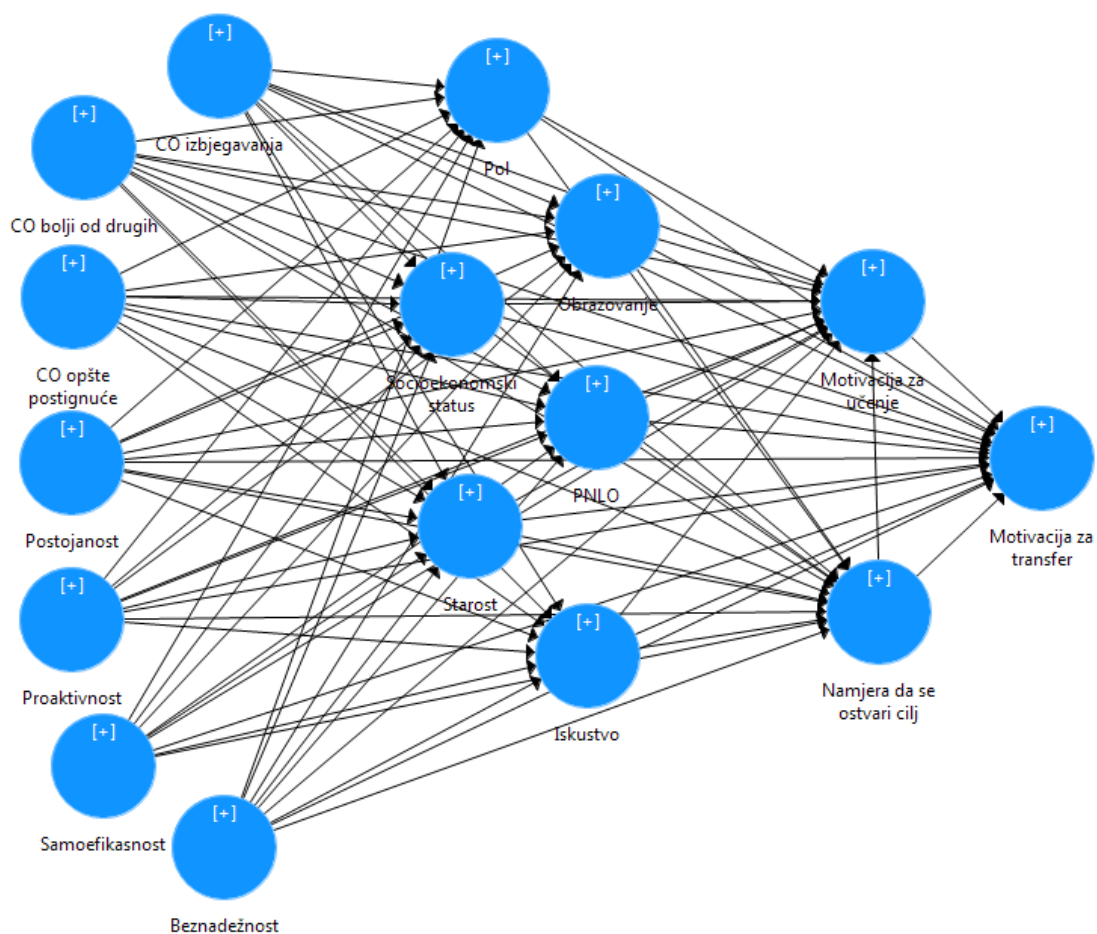 [+]
CO izbjegavanja
[+]
Pol
[+]
CO bolji od drugih
[+]
Obrazovanje
[+]
CO opšte
postignuće
[+]
Socioekonomski
status
[+]
Motivacija za
učenje
[+]
PNLO
[+]
Postojanost
[+]
Motivacija za
transfer
[+]
Starost
[+]
Proaktivnost
[+]
Iskustvo
[+]
Namjera da se
ostvari cilj
[+]
Samoefikasnost
[+]
Beznadežnost